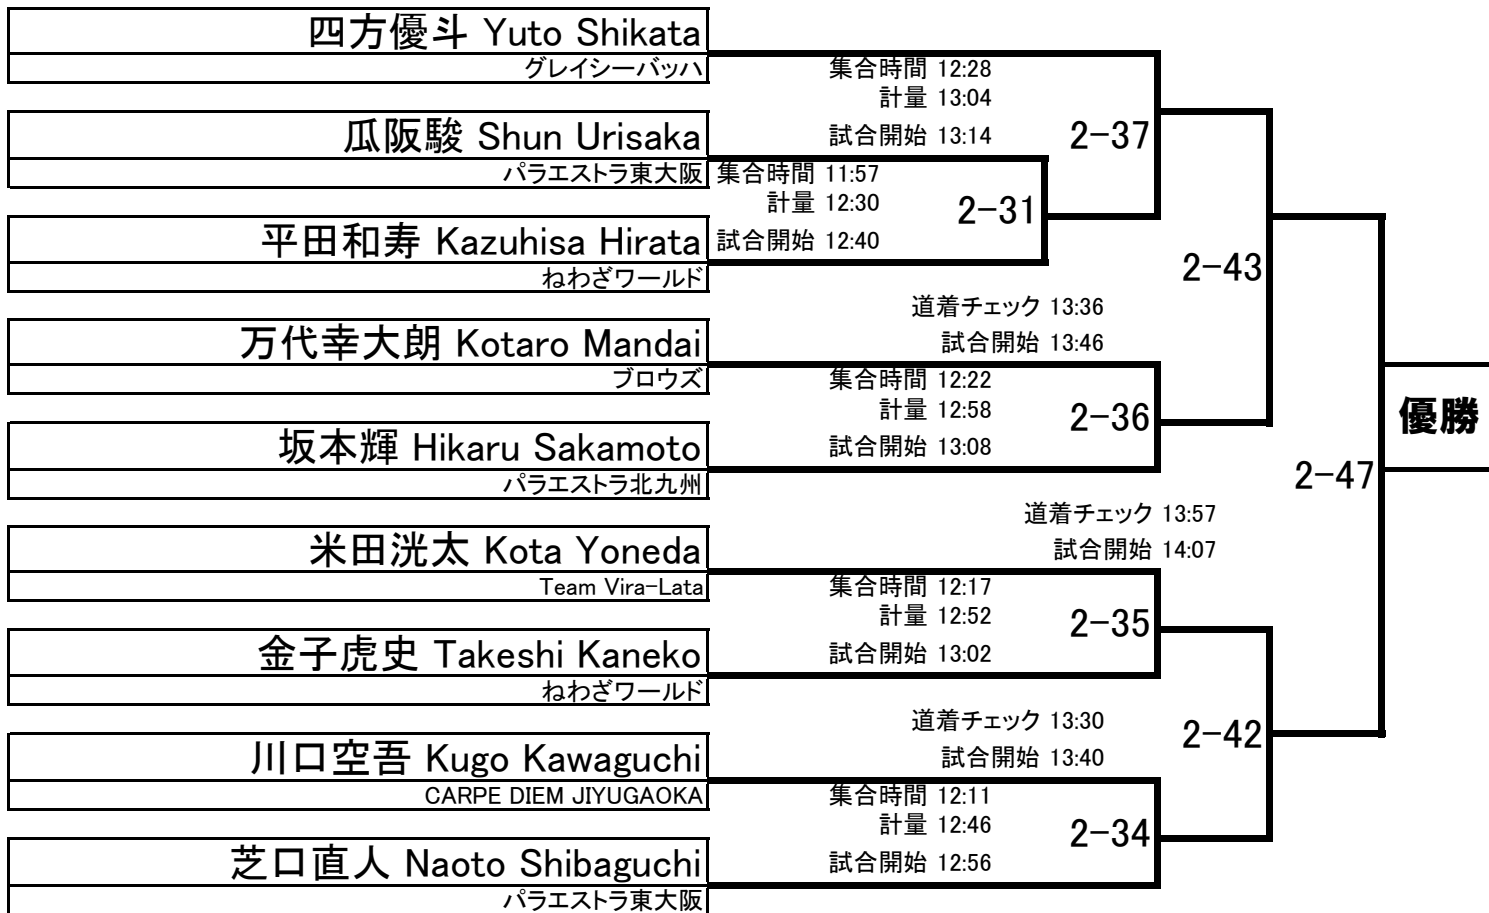 四方優斗 Yuto Shikata
グレイシーバッハ
集合時間 12:28
計量 13:04
試合開始 13:14
2-37
瓜阪駿 Shun Urisaka
パラエストラ東大阪
集合時間 11:57
計量 12:30
試合開始 12:40
2-31
平田和寿 Kazuhisa Hirata
ねわざワールド
2-43
道着チェック 13:36
試合開始 13:46
万代幸大朗 Kotaro Mandai
ブロウズ
集合時間 12:22
計量 12:58
試合開始 13:08
2-36
優勝
坂本輝 Hikaru Sakamoto
パラエストラ北九州
2-47
道着チェック 13:57
試合開始 14:07
米田洸太 Kota Yoneda
Team Vira-Lata
集合時間 12:17
計量 12:52
試合開始 13:02
2-35
金子虎史 Takeshi Kaneko
ねわざワールド
道着チェック 13:30
試合開始 13:40
2-42
川口空吾 Kugo Kawaguchi
CARPE DIEM JIYUGAOKA
集合時間 12:11
計量 12:46
試合開始 12:56
2-34
芝口直人 Naoto Shibaguchi
パラエストラ東大阪